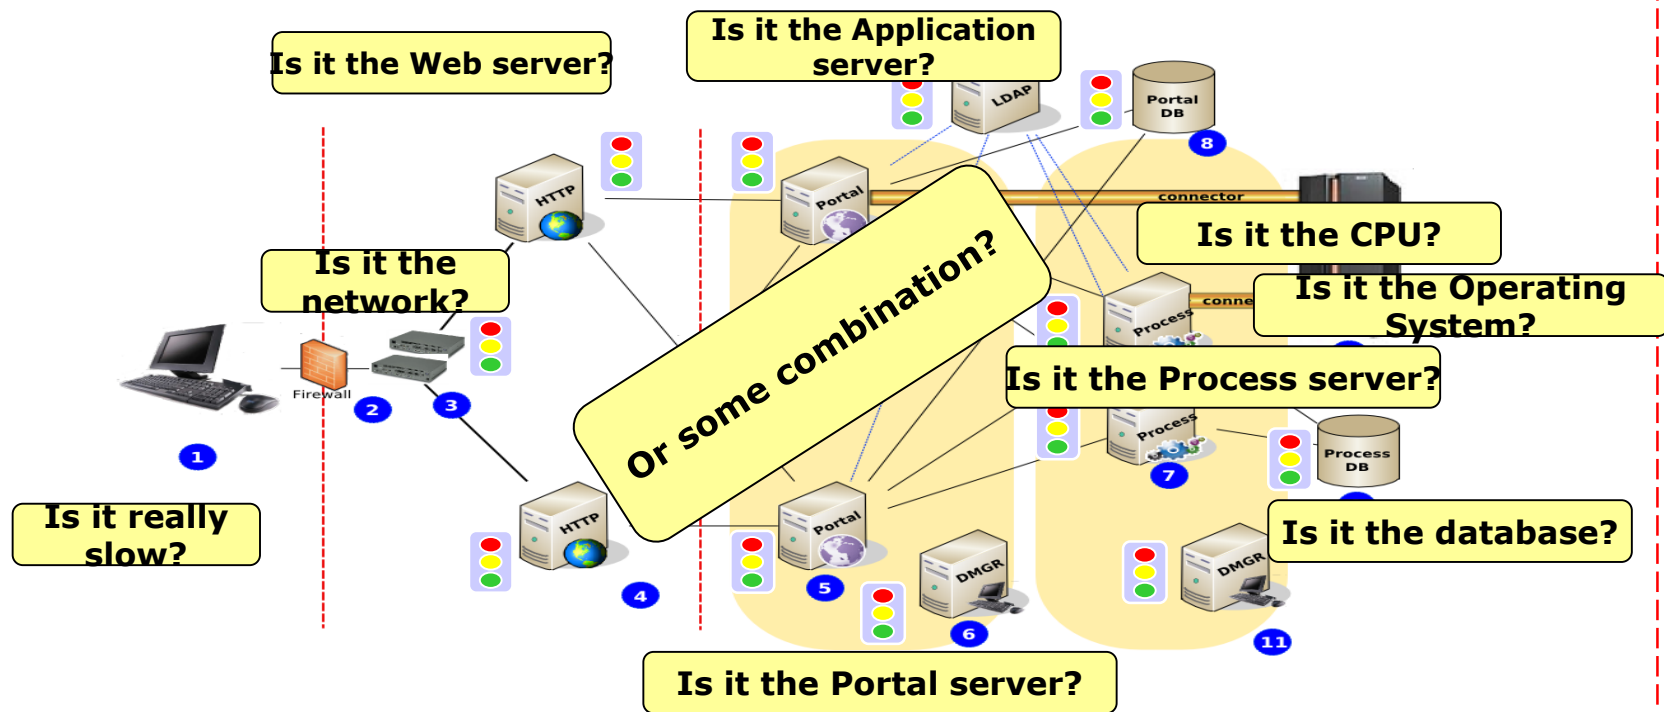 Is it the Application
server?
Is it the Web server?
LDAP
Portal
DB
8
HTTP
Portal
connector
Is it the CPU?
Is it the
network?
Or some combination?
Is it the Operating
System?
Process
Is it the Process server?
Firewall
2
3
Process
1
7
Process
DB
Is it really
slow?
HTTP
Portal
Is it the database?
DMGR
DMGR
4
5
6
11
Is it the Portal server?